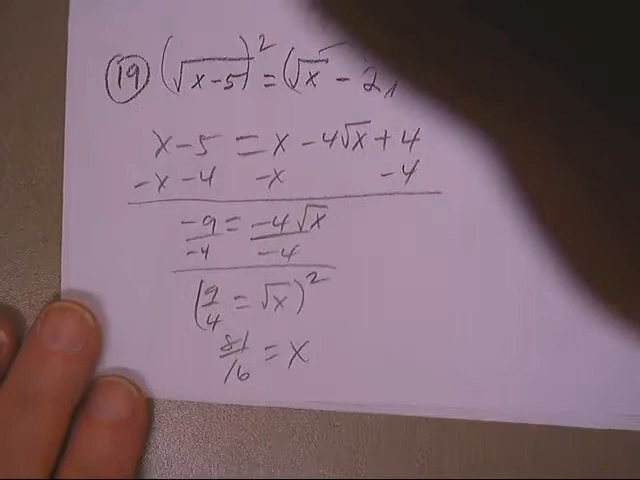 19 (√x-5)² = (√x - 2
x-5 = x - 4√x + 4
-x -4 -x -4
-9/-4 = -4√x/-4
(9/4 = √x)²
81/16 = x